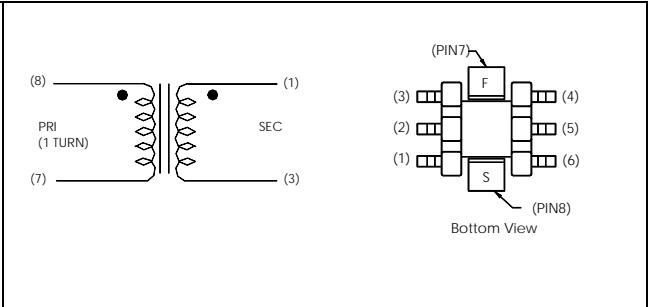 (8)
(1)
PRI
(1 TURN)
SEC
(7)
(3)
(PIN7)
F
(3)
(4)
(2)
(5)
(1)
(6)
S
(PIN8)
Bottom View